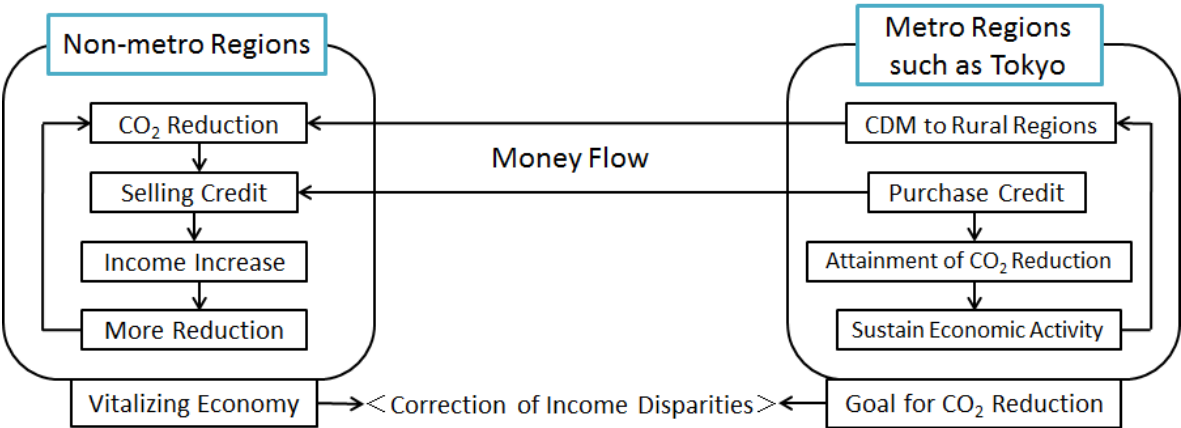 Non-metro Regions
Metro Regions
such as Tokyo
CO₂ Reduction
CDM to Rural Regions
Money Flow
Selling Credit
Purchase Credit
Income Increase
Attainment of CO₂ Reduction
More Reduction
Sustain Economic Activity
Vitalizing Economy
<Correction of Income Disparities>
Goal for CO₂ Reduction